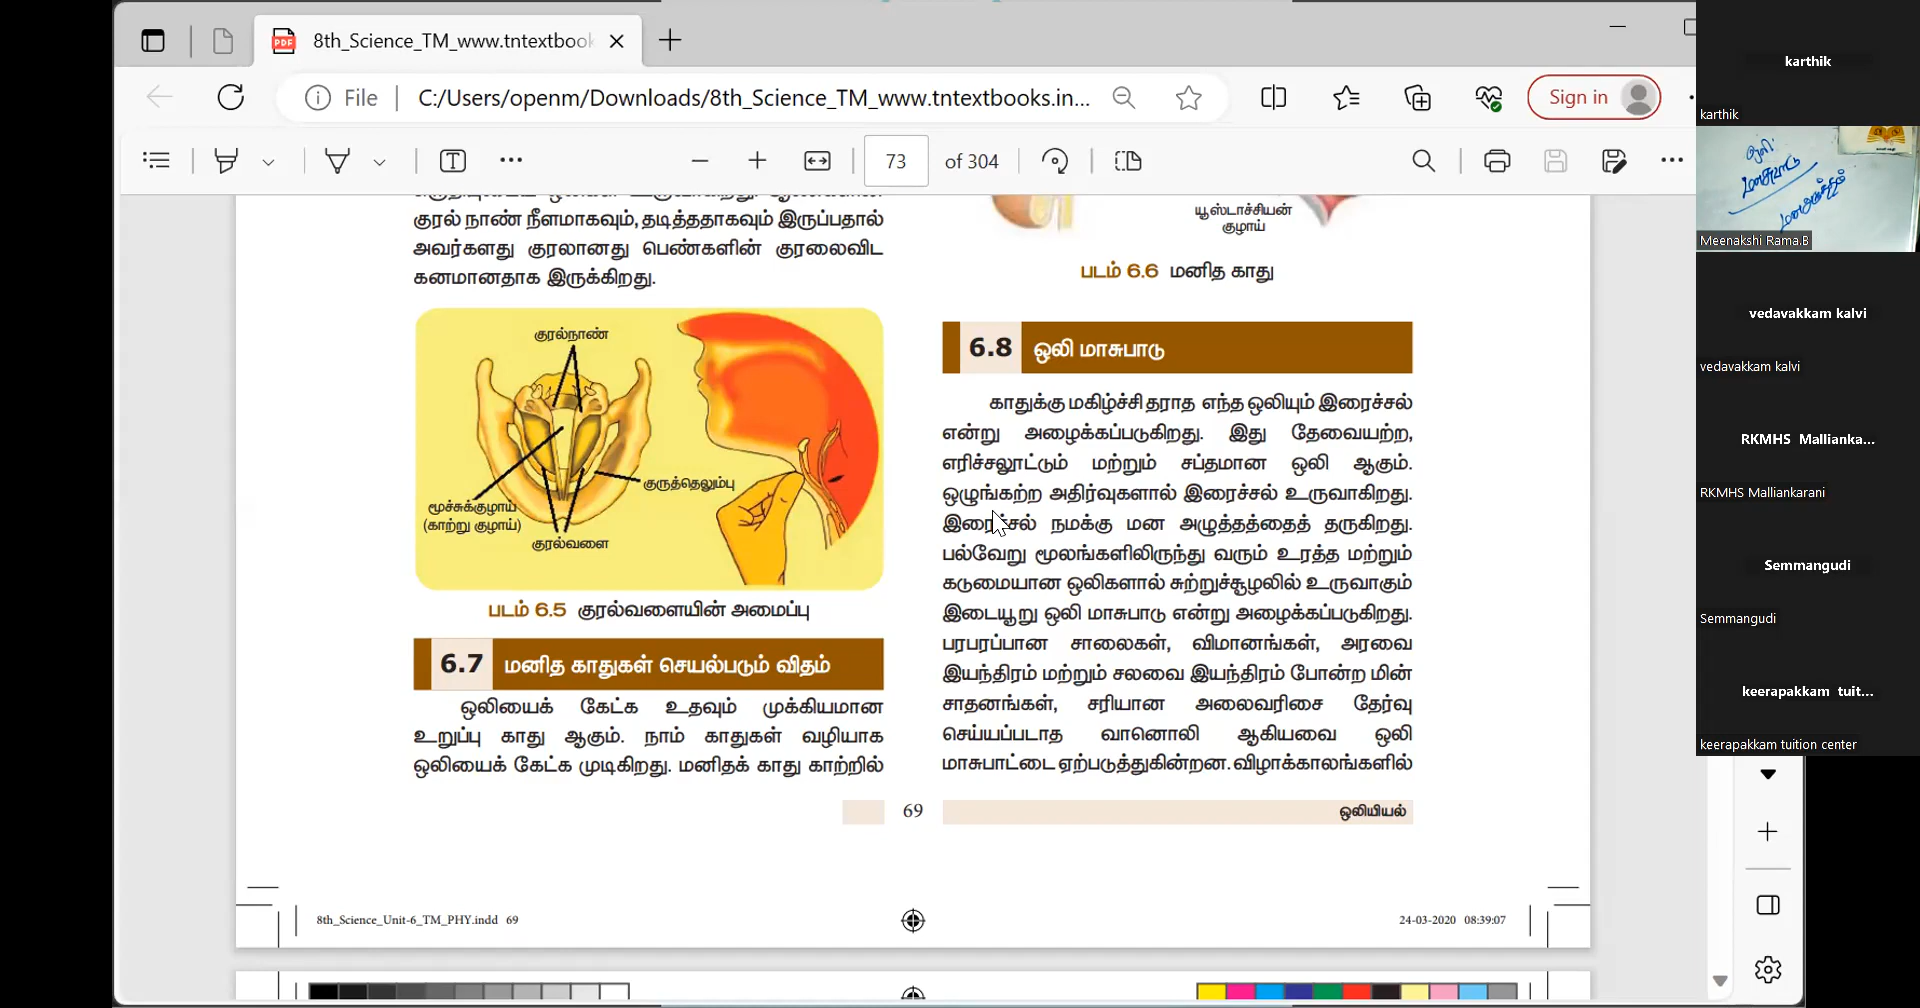 8th_Science_TM_www.tntextbook
File
C:/Users/openm/Downloads/8th_Science_TM_www.tntextbooks.in...
Sign in
73 of 304
குரல் நாண் நீளமாகவும், தடித்ததாகவும் இருப்பதால்
அவர்களது குரலானது பெண்களின் குரலைவிட
கனமானதாக இருக்கிறது.
குரல்நாண்
குருத்தெலும்பு
மூச்சுக்குழாய்
(காற்று குழாய்)
குரல்வளை
படம் 6.5 குரல்வளையின் அமைப்பு
6.7 மனித காதுகள் செயல்படும் விதம்
ஒலியைக் கேட்க உதவும் முக்கியமான
உறுப்பு காது ஆகும். நாம் காதுகள் வழியாக
ஒலியைக் கேட்க முடிகிறது. மனிதக் காது காற்றில்
யூஸ்டாச்சியன்
குழாய்
படம் 6.6 மனித காது
6.8 ஒலி மாசுபாடு
காதுக்கு மகிழ்ச்சி தராத எந்த ஒலியும் இரைச்சல்
என்று அழைக்கப்படுகிறது. இது தேவையற்ற,
எரிச்சலூட்டும் மற்றும் சப்தமான ஒலி ஆகும்.
ஒழுங்கற்ற அதிர்வுகளால் இரைச்சல் உருவாகிறது.
இரைச்சல் நமக்கு மன அழுத்தத்தைத் தருகிறது.
பல்வேறு மூலங்களிலிருந்து வரும் உரத்த மற்றும்
கடுமையான ஒலிகளால் சுற்றுச்சூழலில் உருவாகும்
இடையூறு ஒலி மாசுபாடு என்று அழைக்கப்படுகிறது.
பரபரப்பான சாலைகள், விமானங்கள், அரவை
இயந்திரம் மற்றும் சலவை இயந்திரம் போன்ற மின்
சாதனங்கள், சரியான அலைவரிசை தேர்வு
செய்யப்படாத வானொலி ஆகியவை ஒலி
மாசுபாட்டை ஏற்படுத்துகின்றன. விழாக்காலங்களில்
69
ஒலியியல்
8th_Science_Unit-6_TM_PHY.indd 69
24-03-2020 08:39:07
karthik
karthik
ஒலி
மாசுபாடு
Meenakshi Rama.B
vedavakkam kalvi
vedavakkam kalvi
RKMHS Mallianka...
RKMHS Malliankarani
Semmangudi
Semmangudi
keerapakkam tuit...
keerapakkam tuition center